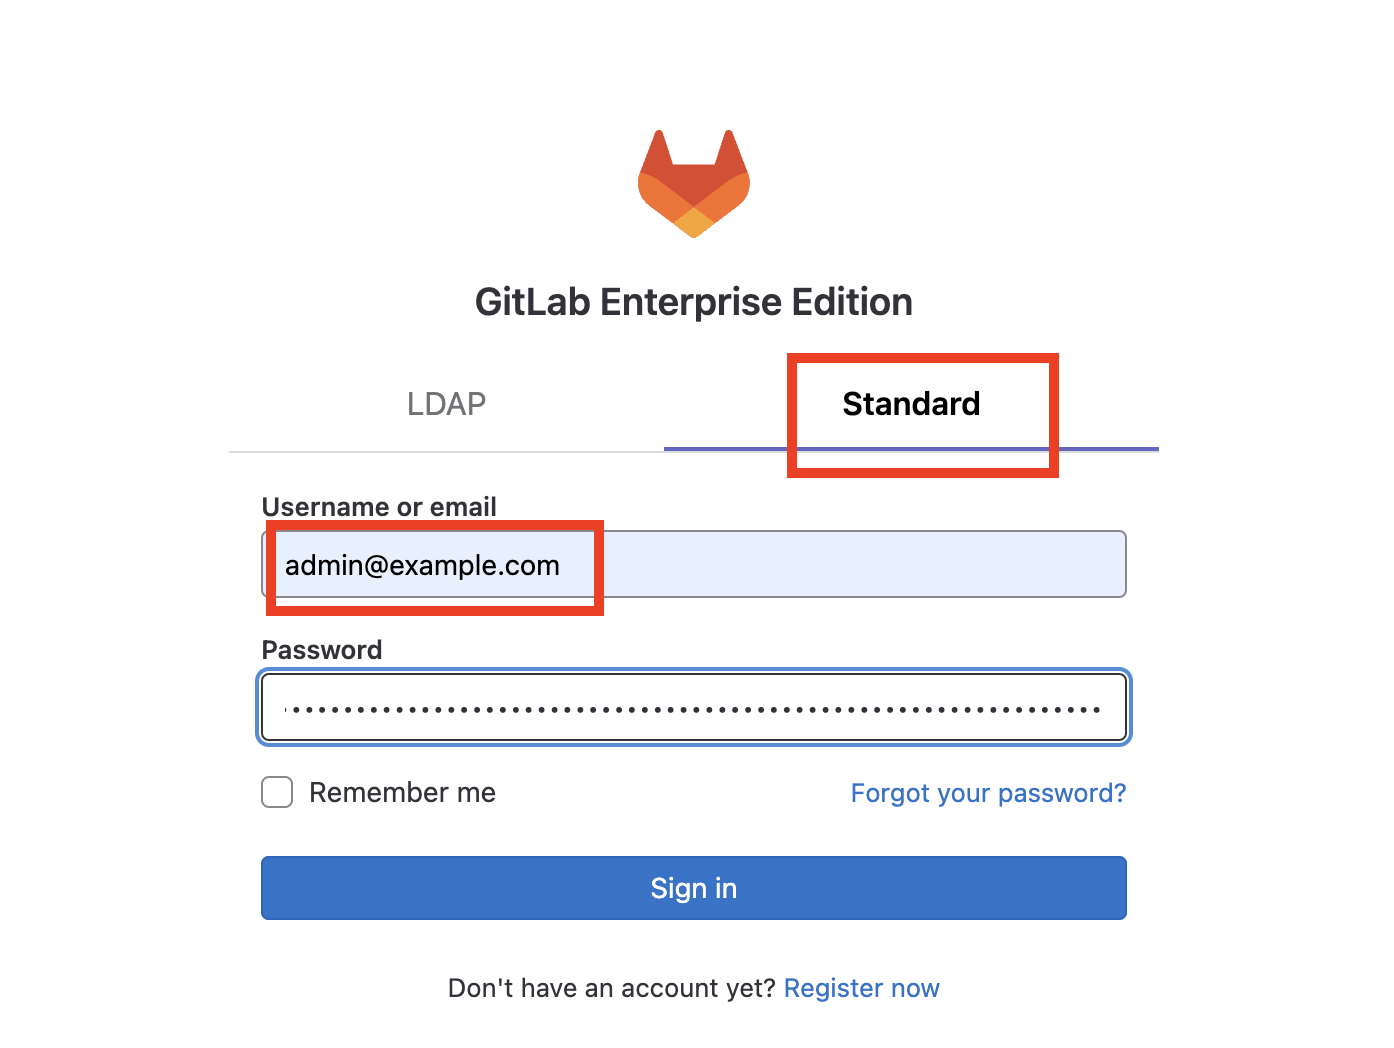 GitLab Enterprise Edition
LDAP
Standard
Username or email
admin@example.com
Password
Remember me
Forgot your password?
Sign in
Don't have an account yet? Register now